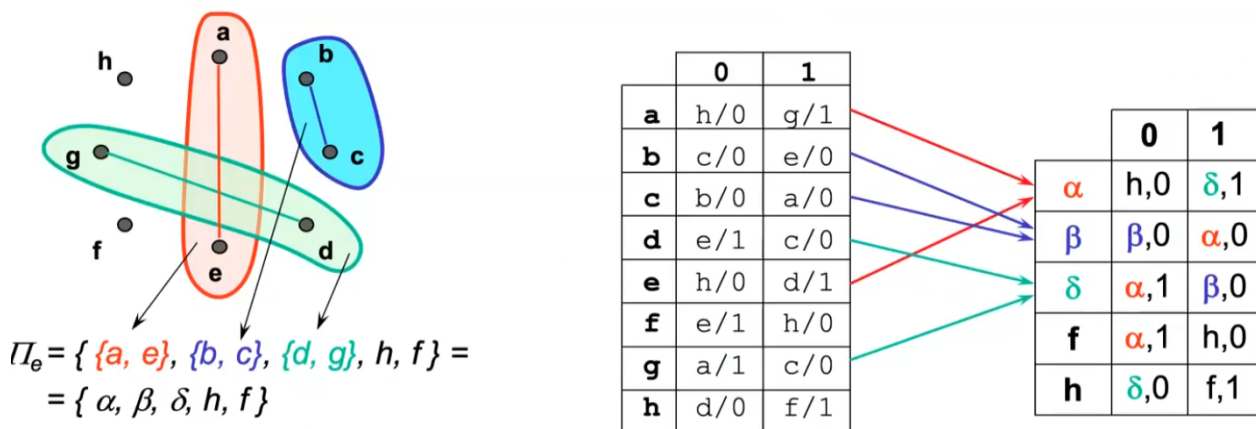 a
b
h
c
g
d
f
e
Πe = { {a, e}, {b, c}, {d, g}, h, f } =
= { α, β, δ, h, f }
0 1
a h/0 g/1
b c/0 e/0
c b/0 a/0
d e/1 c/0
e h/0 d/1
f e/1 h/0
g a/1 c/0
h d/0 f/1
0 1
α h,0 δ,1
β β,0 α,0
δ α,1 β,0
f α,1 h,0
h δ,0 f,1